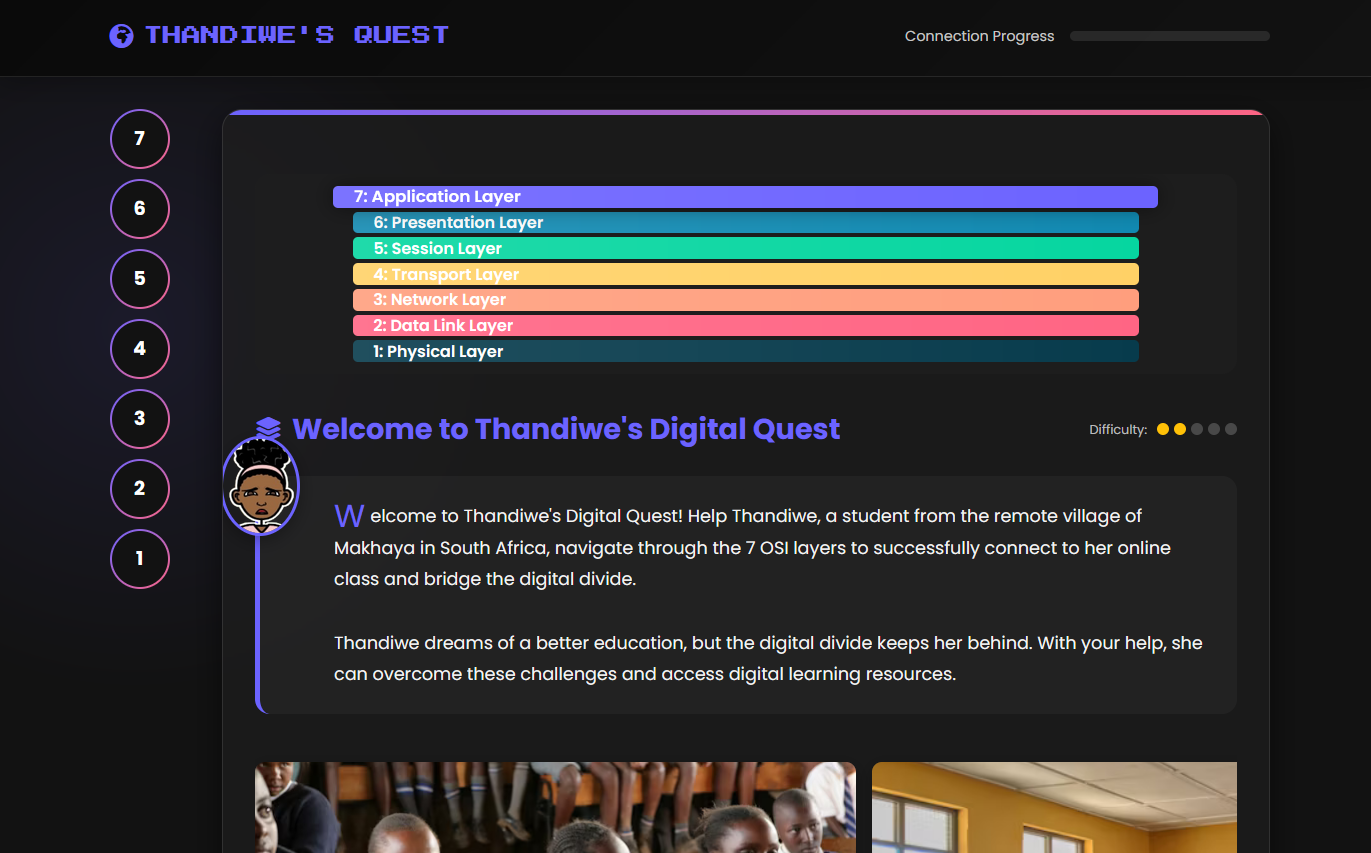 THANDIWE'S QUEST
Connection Progress
7
6
5
4
3
2
1
7: Application Layer
6: Presentation Layer
5: Session Layer
4: Transport Layer
3: Network Layer
2: Data Link Layer
1: Physical Layer
Welcome to Thandiwe's Digital Quest
Difficulty:
Welcome to Thandiwe's Digital Quest! Help Thandiwe, a student from the remote village of
Makhaya in South Africa, navigate through the 7 OSI layers to successfully connect to her online
class and bridge the digital divide.
Thandiwe dreams of a better education, but the digital divide keeps her behind. With your help, she
can overcome these challenges and access digital learning resources.